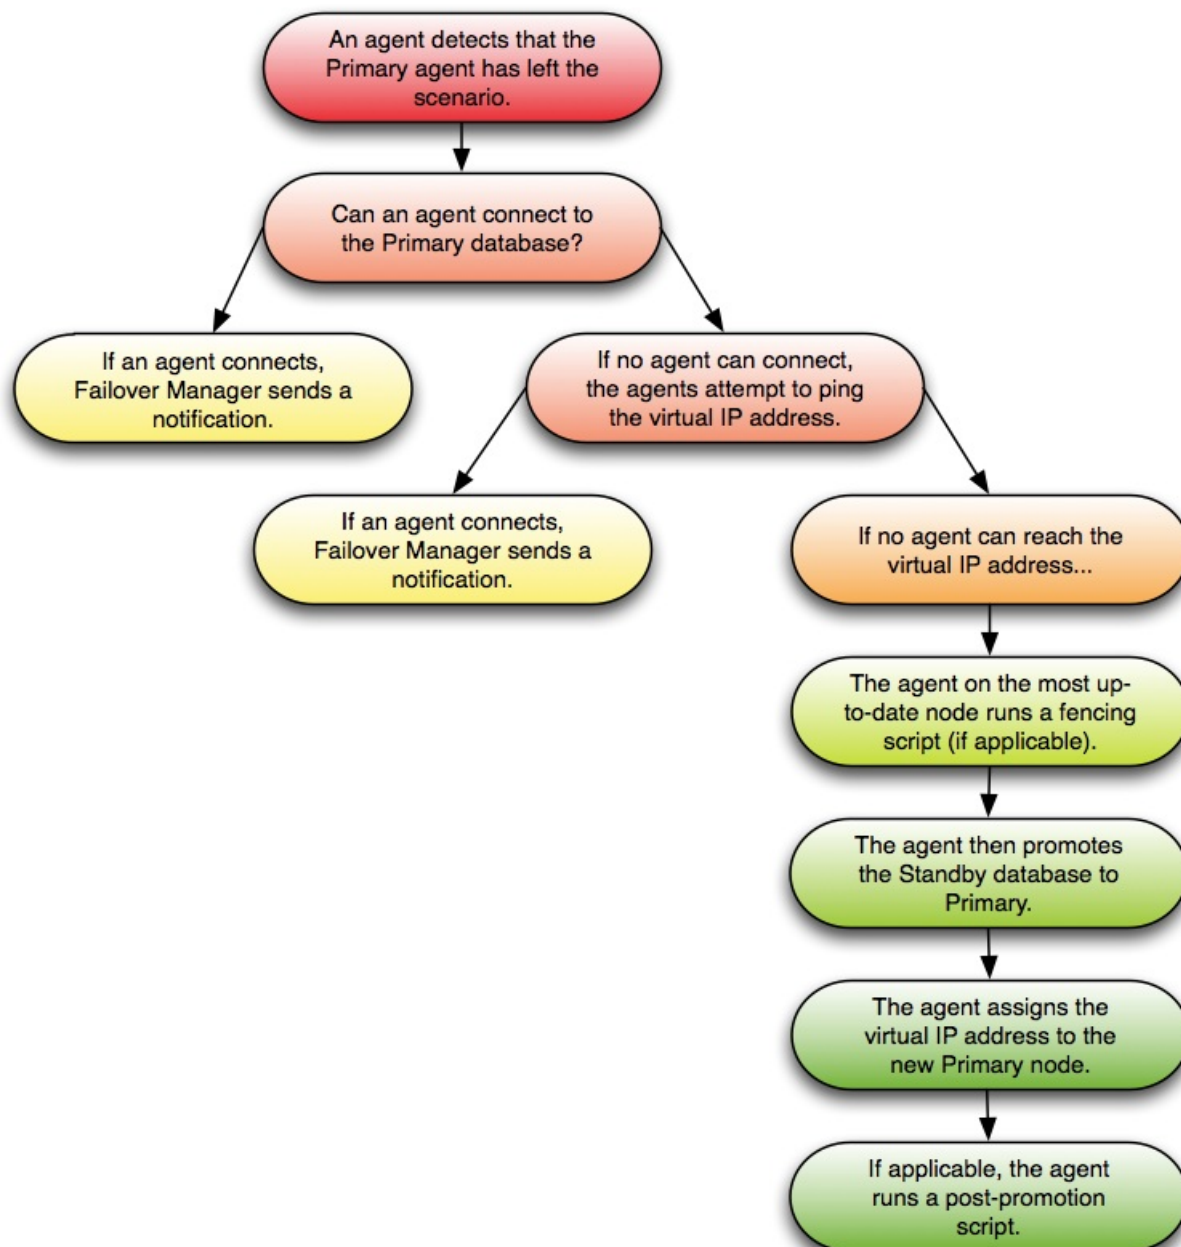 An agent detects that the
Primary agent has left the
scenario.
Can an agent connect to
the Primary database?
If an agent connects,
Failover Manager sends a
notification.
If no agent can connect,
the agents attempt to ping
the virtual IP address.
If an agent connects,
Failover Manager sends a
notification.
If no agent can reach the
virtual IP address...
The agent on the most up-
to-date node runs a fencing
script (if applicable).
The agent then promotes
the Standby database to
Primary.
The agent assigns the
virtual IP address to the
new Primary node.
If applicable, the agent
runs a post-promotion
script.